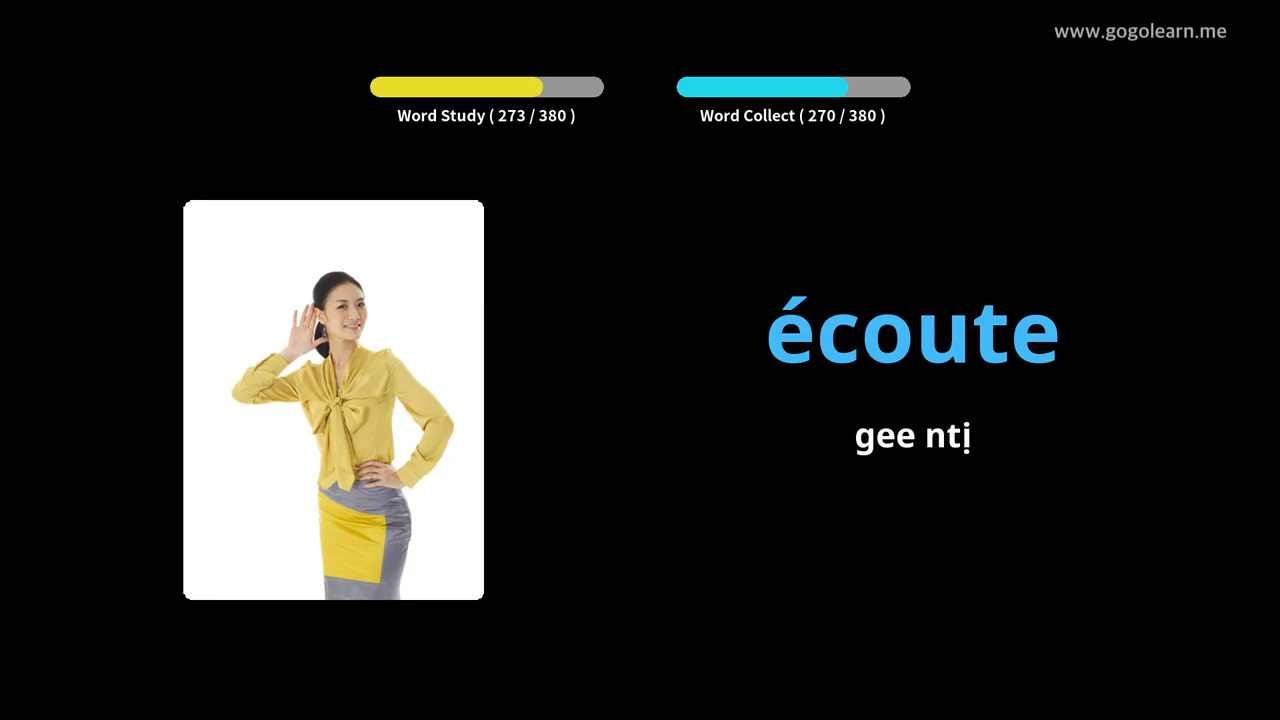 www.gogolearn.me
Word Study ( 273 / 380 )
Word Collect ( 270 / 380 )
écoute
gee ntị